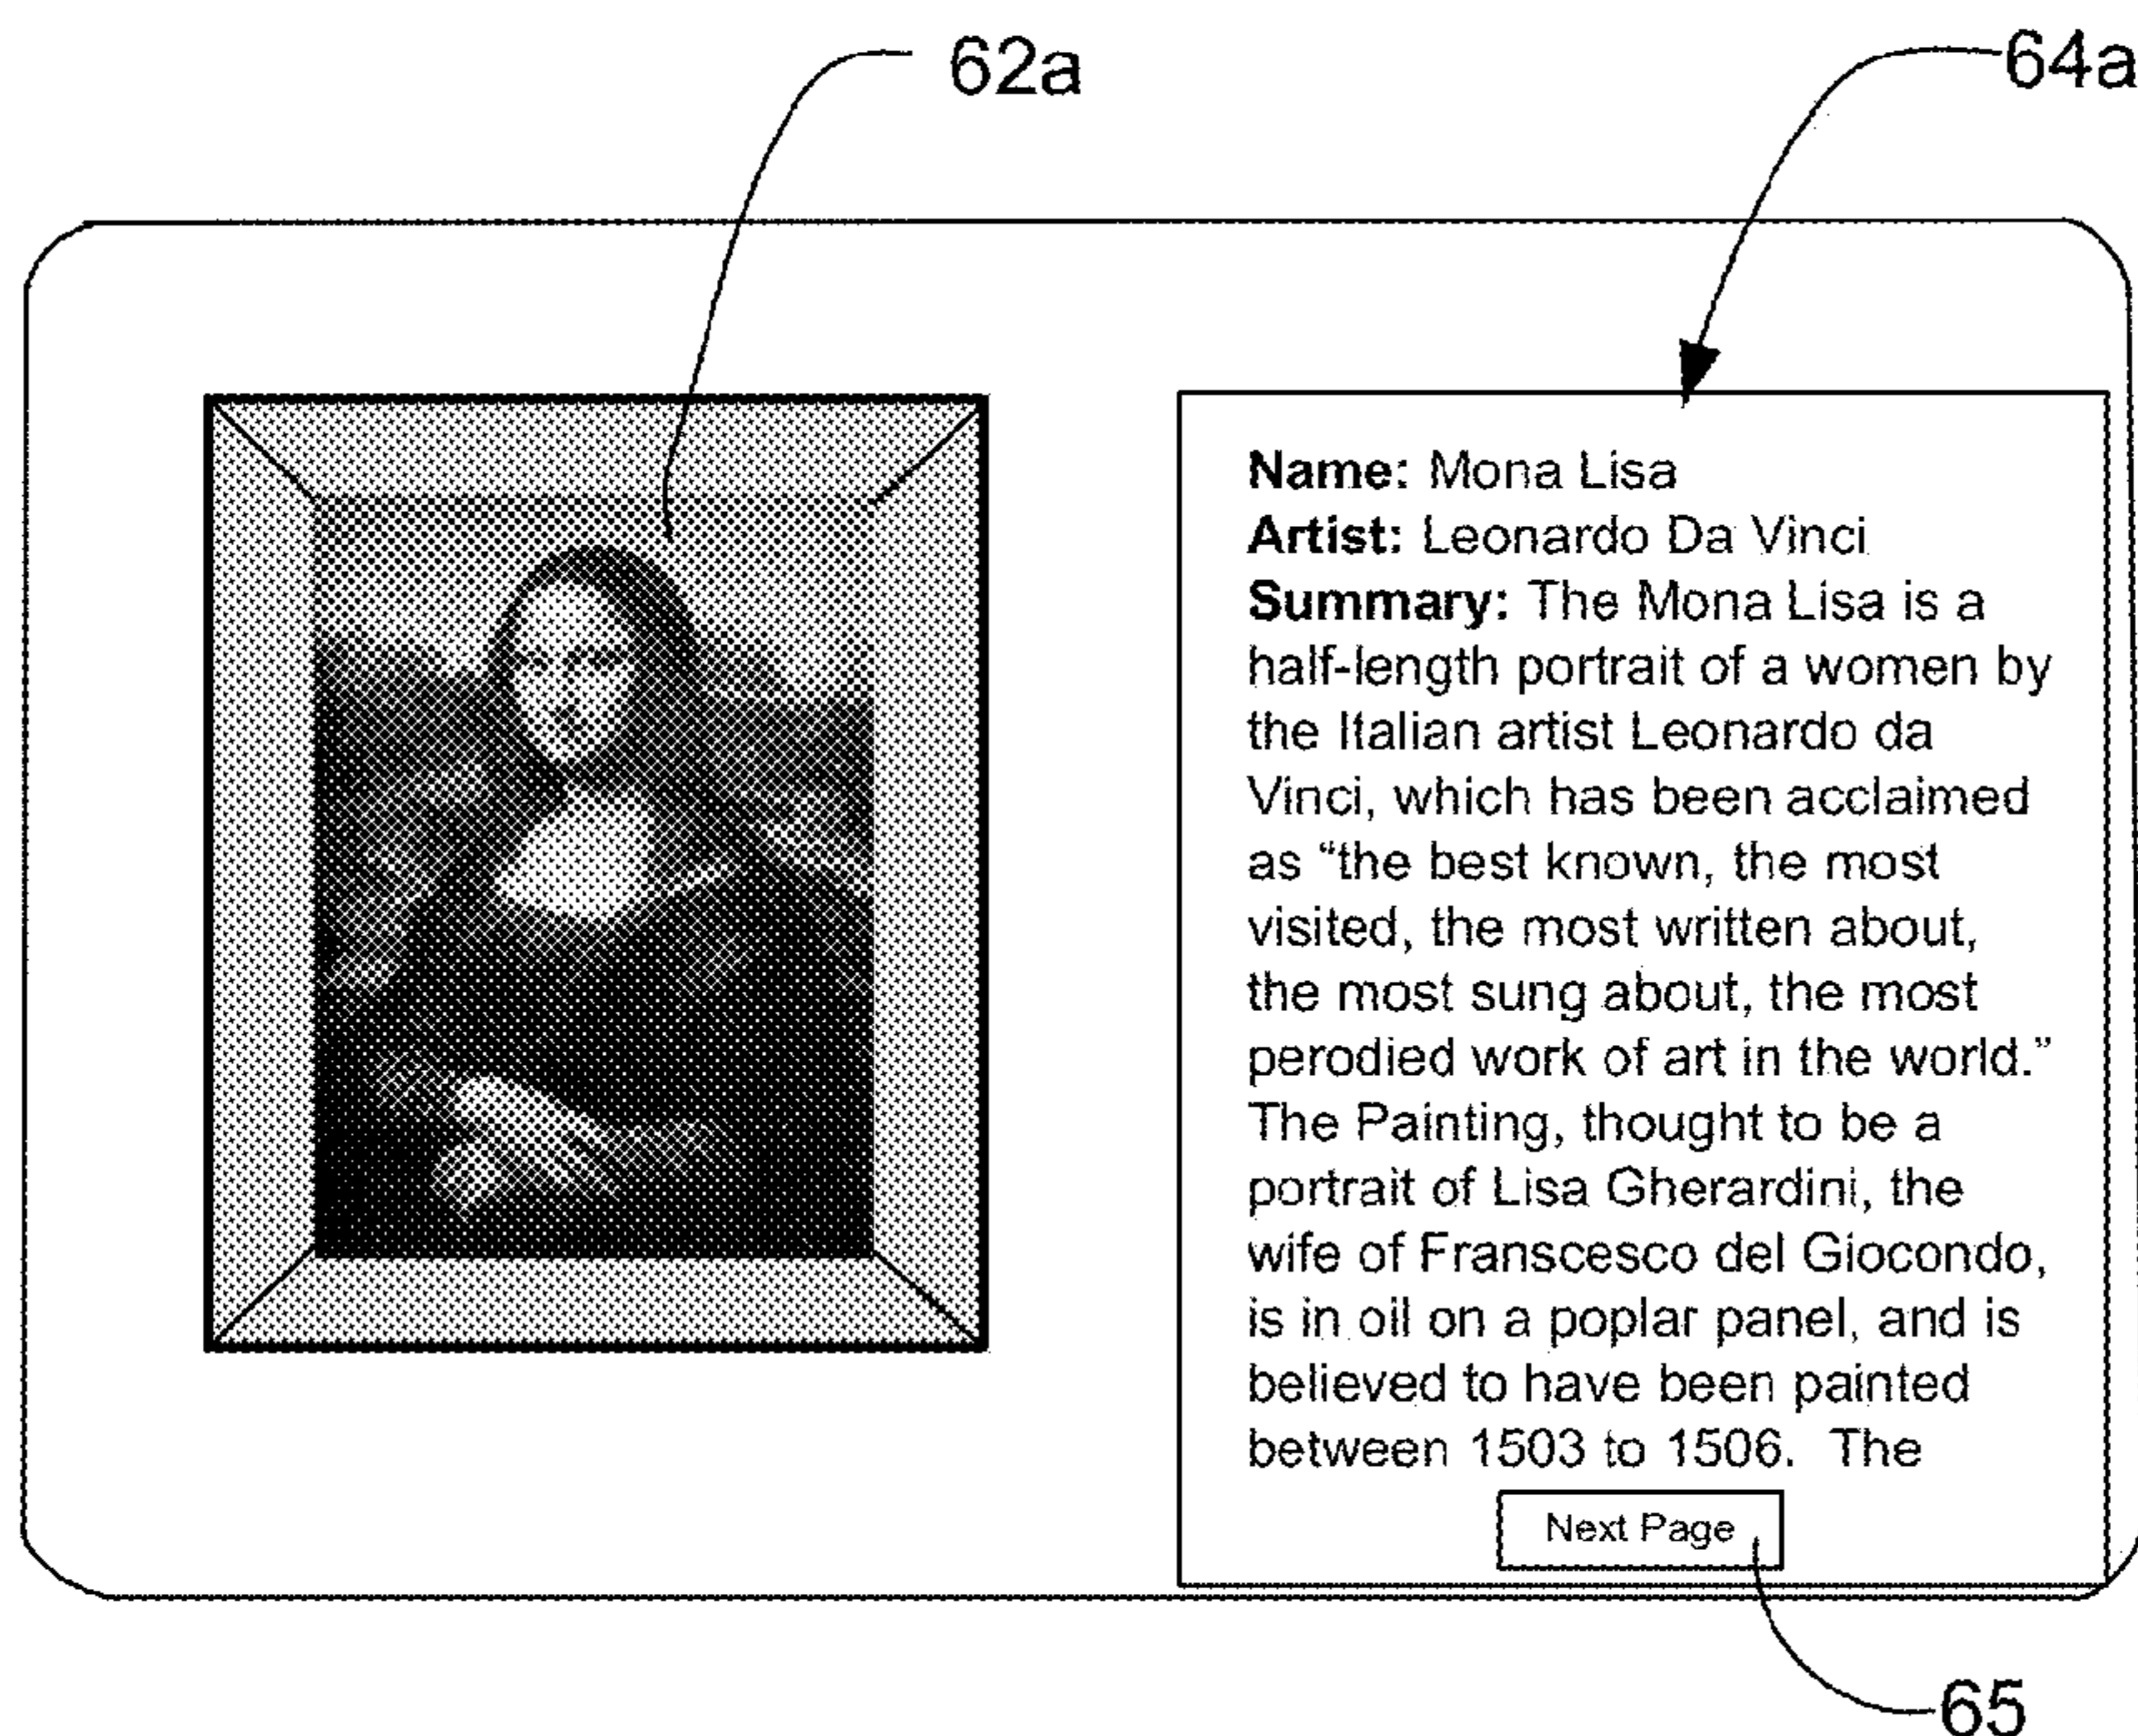 62a
64a
Name: Mona Lisa
Artist: Leonardo Da Vinci
Summary: The Mona Lisa is a
half-length portrait of a women by
the Italian artist Leonardo da
Vinci, which has been acclaimed
as “the best known, the most
visited, the most written about,
the most sung about, the most
perodied work of art in the world.”
The Painting, thought to be a
portrait of Lisa Gherardini, the
wife of Franscesco del Giocondo,
is in oil on a poplar panel, and is
believed to have been painted
between 1503 to 1506.  The
Next Page
65